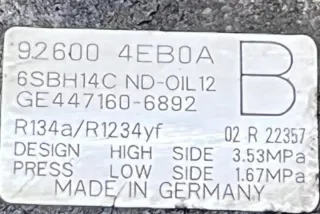 92600 4EB0A
6SBH14C ND-OIL12
B
GE447160-6892
R134a/R1234yf 02 R 22357
DESIGN HIGH SIDE 3.53MPa
PRESS LOW SIDE 1.67MPa
MADE IN GERMANY